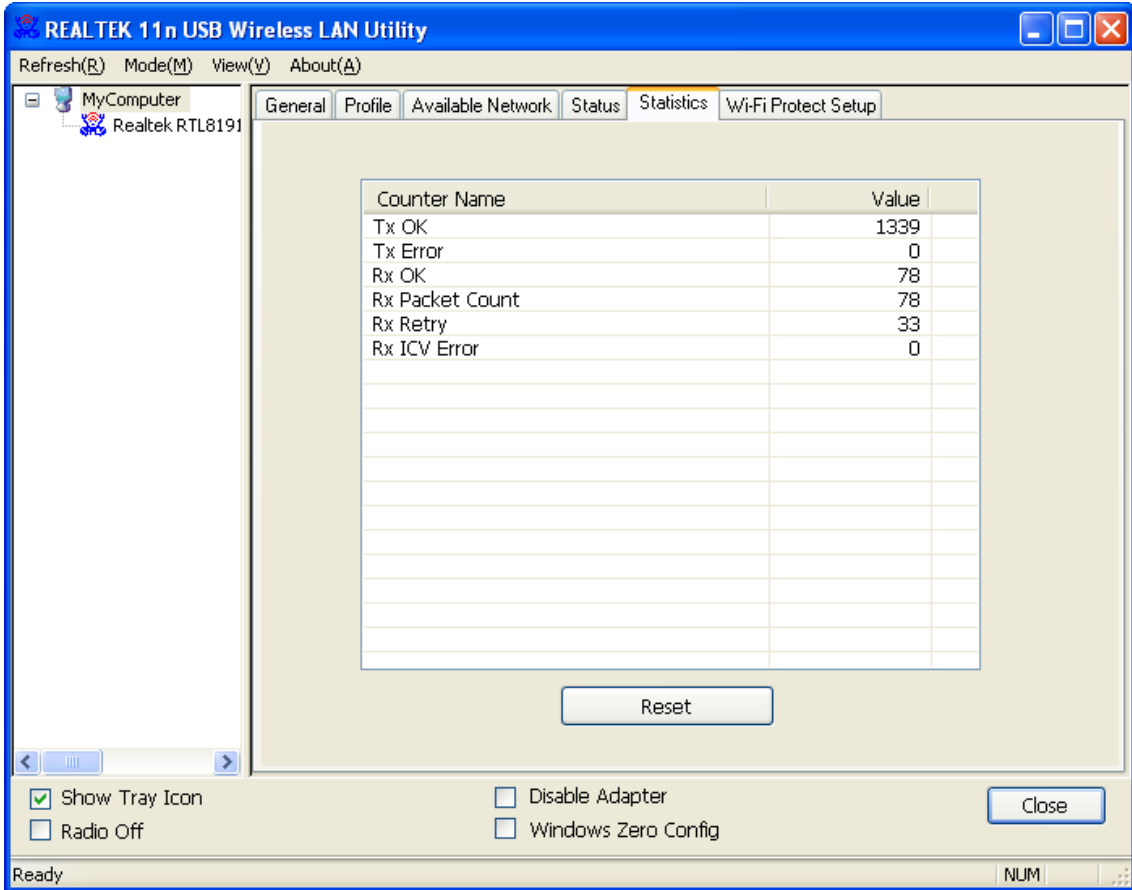 REALTEK 11n USB Wireless LAN Utility
Refresh(R) Mode(M) View(V) About(A)
MyComputer
Realtek RTL8191
General Profile Available Network Status Statistics Wi-Fi Protect Setup
Counter Name Value
Tx OK 1339
Tx Error 0
Rx OK 78
Rx Packet Count 78
Rx Retry 33
Rx ICV Error 0
Reset
Show Tray Icon Disable Adapter
Radio Off Windows Zero Config
Close
Ready NUM